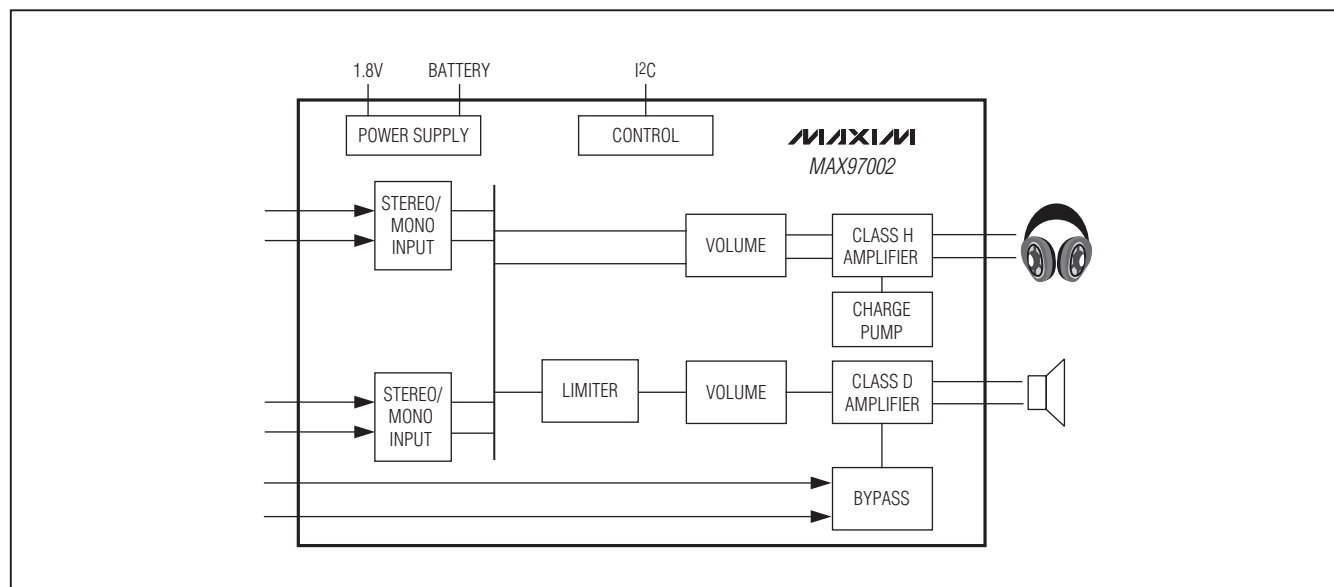 1.8V
BATTERY
I²C
POWER SUPPLY
CONTROL
MAXIM
MAX97002
STEREO/
MONO
INPUT
VOLUME
CLASS H
AMPLIFIER
CHARGE
PUMP
STEREO/
MONO
INPUT
LIMITER
VOLUME
CLASS D
AMPLIFIER
BYPASS